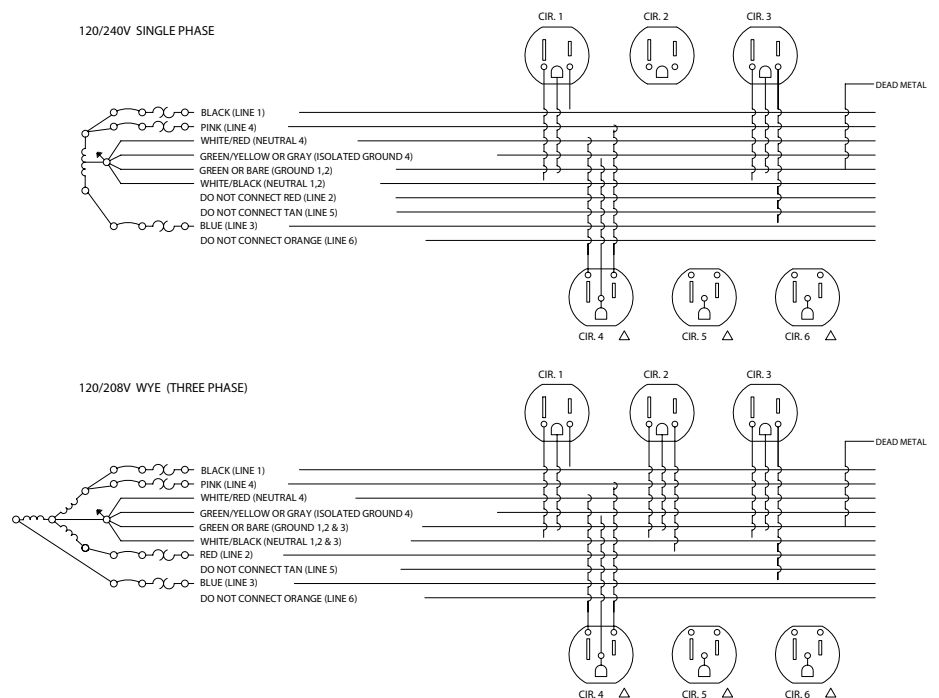 120/240V SINGLE PHASE
CIR. 1
CIR. 2
CIR. 3
DEAD METAL
BLACK (LINE 1)
PINK (LINE 4)
WHITE/RED (NEUTRAL 4)
GREEN/YELLOW OR GRAY (ISOLATED GROUND 4)
GREEN OR BARE (GROUND 1,2)
WHITE/BLACK (NEUTRAL 1,2)
DO NOT CONNECT RED (LINE 2)
DO NOT CONNECT TAN (LINE 5)
BLUE (LINE 3)
DO NOT CONNECT ORANGE (LINE 6)
CIR. 4
CIR. 5
CIR. 6
120/208V WYE (THREE PHASE)
CIR. 1
CIR. 2
CIR. 3
DEAD METAL
BLACK (LINE 1)
PINK (LINE 4)
WHITE/RED (NEUTRAL 4)
GREEN/YELLOW OR GRAY (ISOLATED GROUND 4)
GREEN OR BARE (GROUND 1,2 & 3)
WHITE/BLACK (NEUTRAL 1,2 & 3)
RED (LINE 2)
DO NOT CONNECT TAN (LINE 5)
BLUE (LINE 3)
DO NOT CONNECT ORANGE (LINE 6)
CIR. 4
CIR. 5
CIR. 6